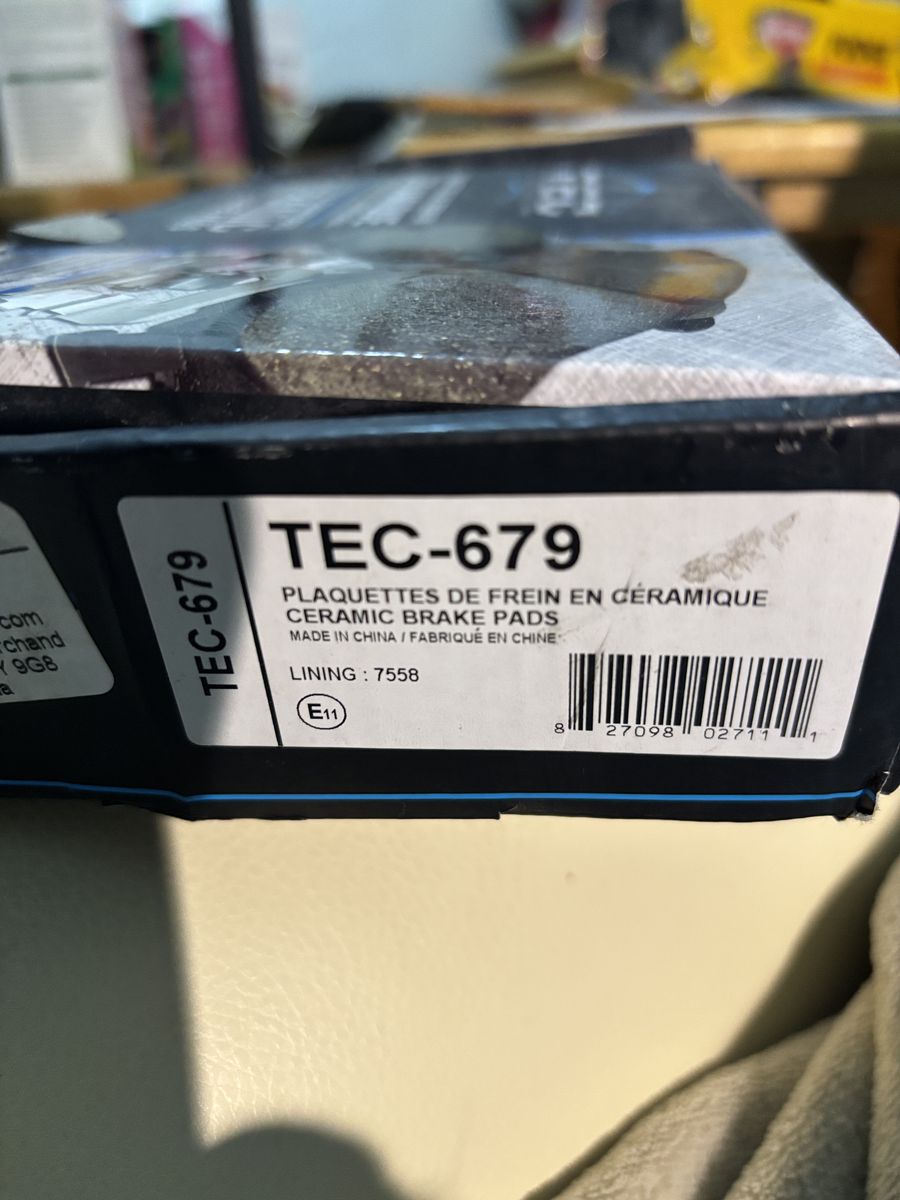 TEC-679
TEC-679
PLAQUETTES DE FREIN EN CÉRAMIQUE
CERAMIC BRAKE PADS
MADE IN CHINA / FABRIQUÉ EN CHINE
LINING : 7558
E11
8 27098 02711 1
com
rchand
Y 9G8
a